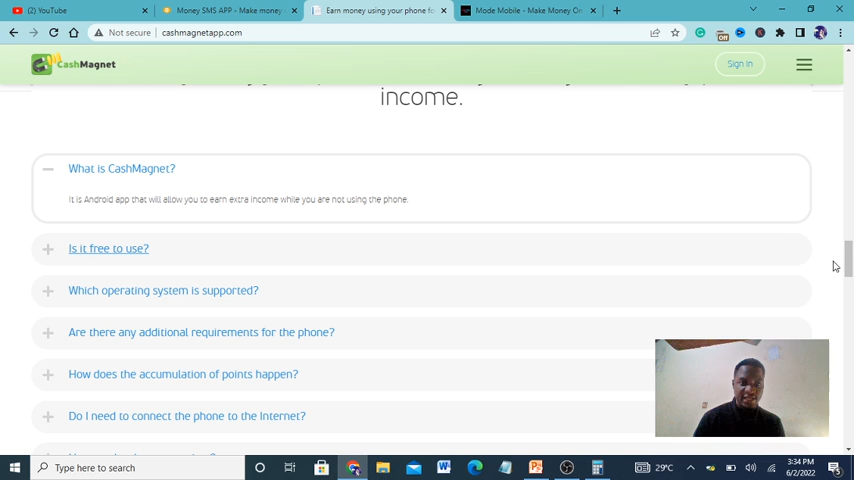 (2) YouTube
Money SMS APP - Make money
Earn money using your phone fo
Mode Mobile - Make Money On
Not secure
cashmagnetapp.com
Off
CashMagnet
Sign In
income.
What is CashMagnet?
It is Android app that will allow you to earn extra income while you are not using the phone.
Is it free to use?
Which operating system is supported?
Are there any additional requirements for the phone?
How does the accumulation of points happen?
Do I need to connect the phone to the Internet?
Type here to search
29°C
3:34 PM
6/2/2022